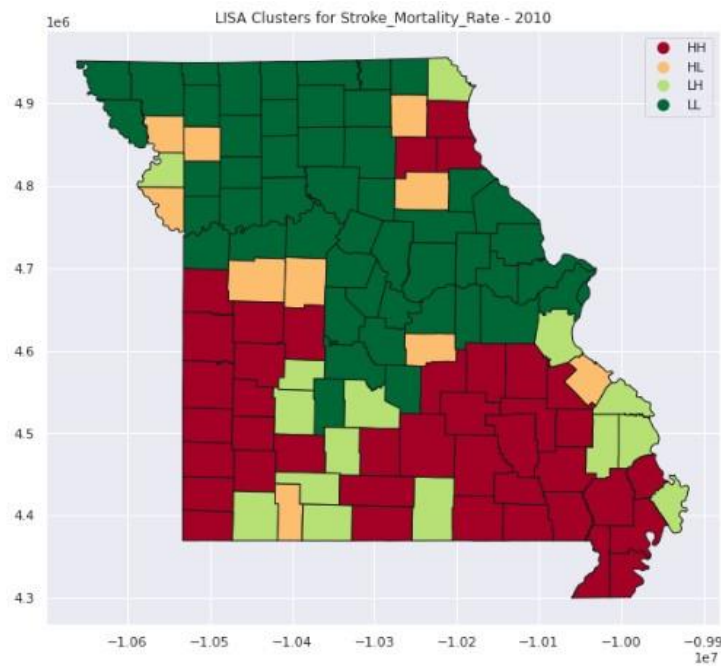 LISA Clusters for Stroke_Mortality_Rate - 2010
1e6
HH
HL
LH
LL
4.9
4.8
4.7
4.6
4.5
4.4
4.3
−1.06 −1.05 −1.04 −1.03 −1.02 −1.01 −1.00 −0.99
1e7